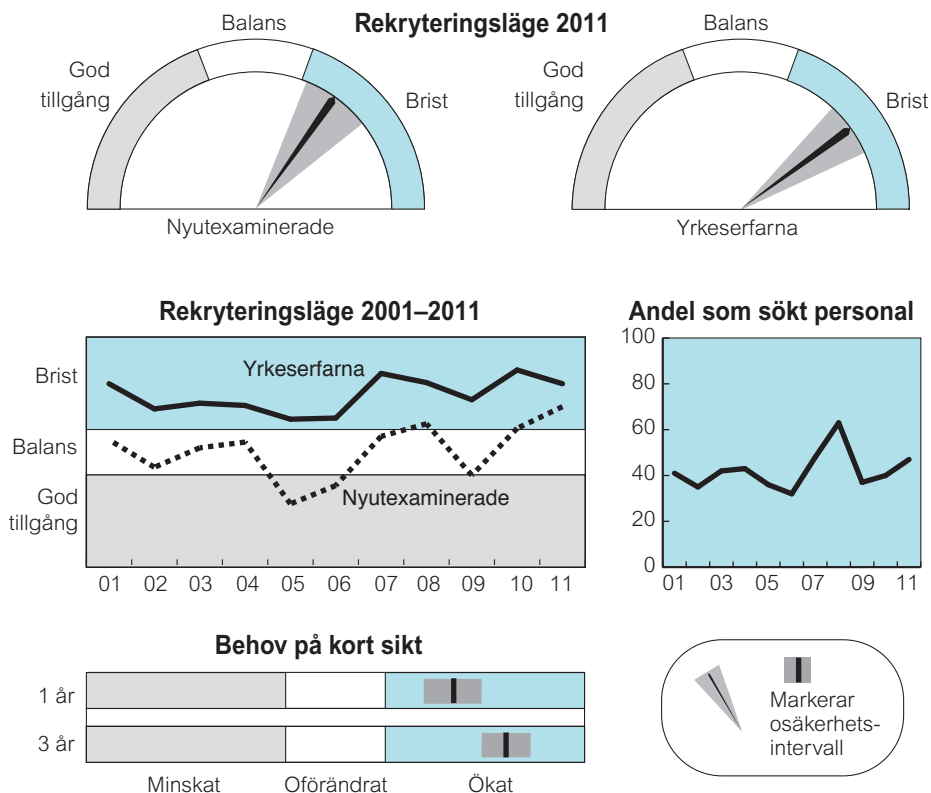 Rekryteringsläge 2011
Balans
God
tillgång
Brist
Nyutexaminerade
Balans
God
tillgång
Brist
Yrkeserfarna
Rekryteringsläge 2001–2011
Brist
Balans
God
tillgång
Yrkeserfarna
Nyutexaminerade
01 02 03 04 05 06 07 08 09 10 11
Andel som sökt personal
100
80
60
40
20
0
01 03 05 07 09 11
Behov på kort sikt
1 år
3 år
Minskat Oförändrat Ökat
Markerar
osäkerhets-
intervall